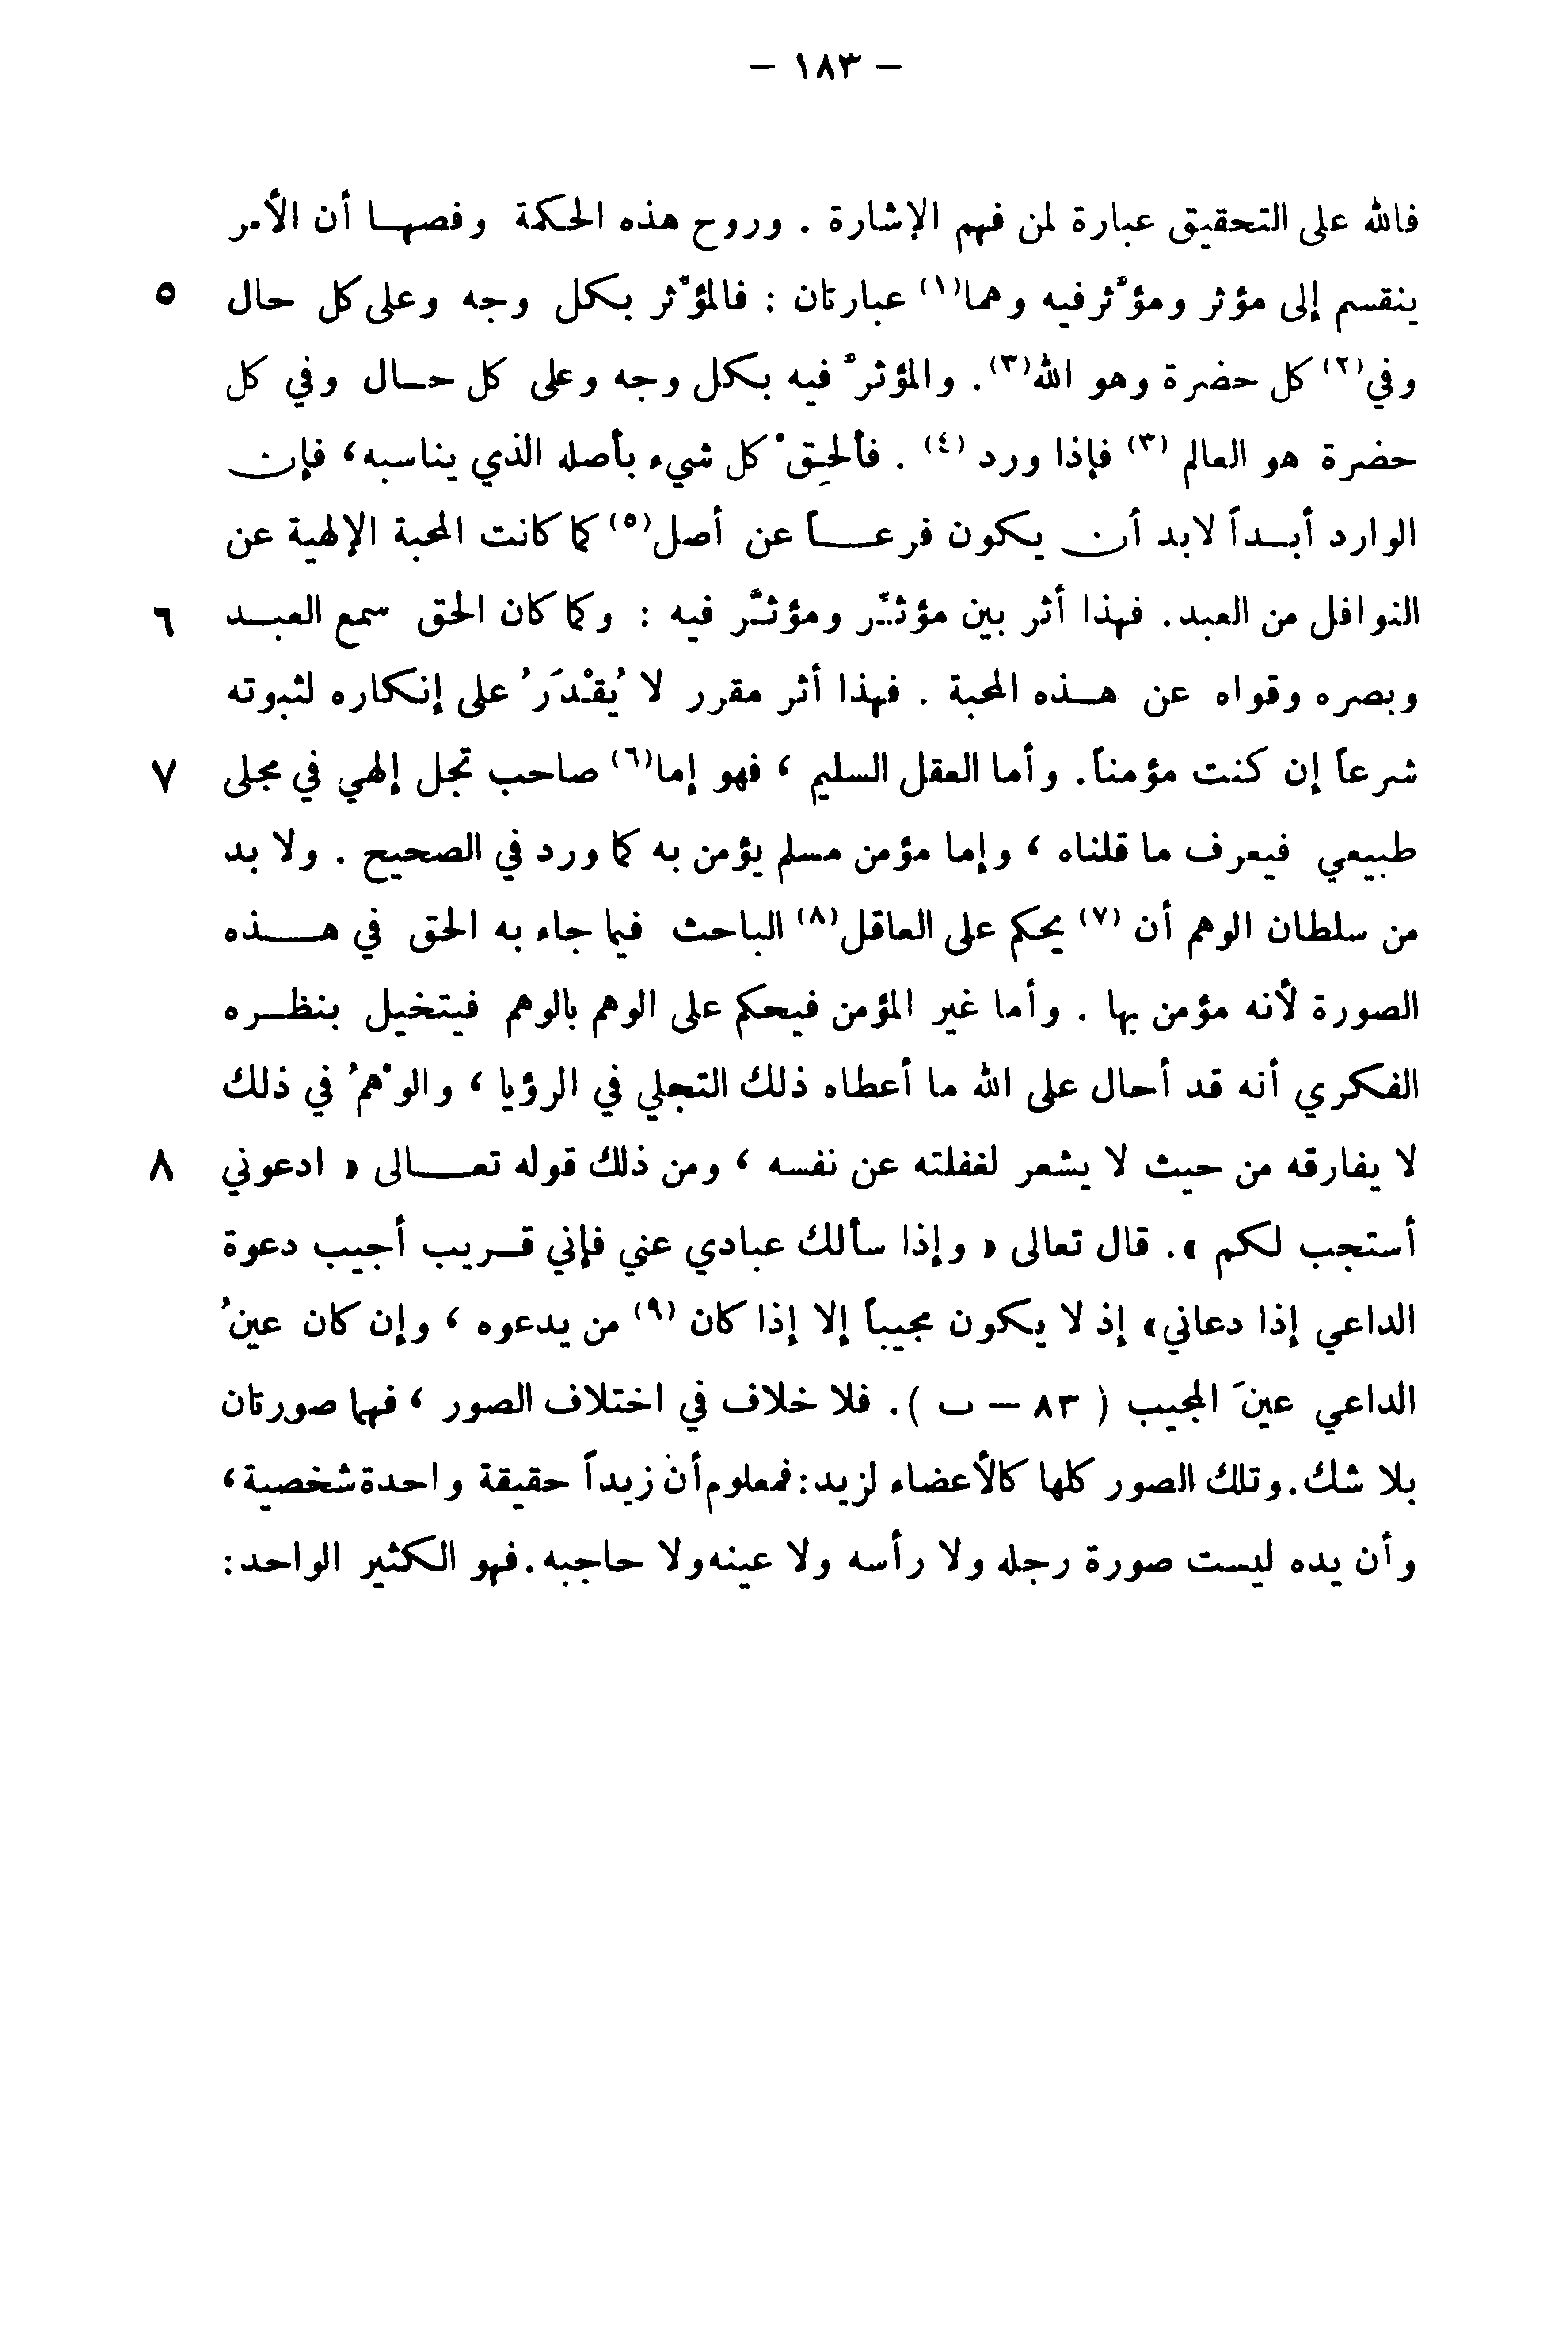 – ١٨٣ –
فالله على التحقيق عبارة لمن فهم الإشارة . وروح هذه الحكمة وفصها أن الأمر
ينقسم إلى مؤثر ومؤثَّر فيه وهما(١) عبارتان : فالمؤثِّر بكل وجه وعلى كل حال ٥
وفي(٢) كل حضرة وهو الله(٣). والمؤثَّر فيه بكل وجه وعلى كل حال وفي كل
حضرة هو العالم (٣) فإذا ورد (٤) . فألحِقْ كل شيء بأصله الذي يناسبه، فإن
الوارد أبداً لابد أن يكون فرعاً عن أصل(٥) كما كانت المحبة الإلهية عن
النوافل من العبد. فهذا أثر بين مؤثِّر ومؤثَّر فيه : وكما كان الحق سمع العبد ٦
وبصره وقواه عن هذه المحبة . فهذا أثر مقرر لا يُقْدَرُ على إنكاره لثبوته
شرعاً إن كنت مؤمناً. وأما العقل السليم ، فهو إما(٦) صاحب تجل إلهي في مجلى ٧
طبيعي فيعرف ما قلناه ، وإما مؤمن مسلم يؤمن به كما ورد في الصحيح . ولا بد
من سلطان الوهم أن (٧) يحكم على العاقل(٨) الباحث فيما جاء به الحق في هذه
الصورة لأنه مؤمن بها . وأما غير المؤمن فيحكم على الوهم بالوهم فيتخيل بنظره
الفكري أنه قد أحال على الله ما أعطاه ذلك التجلي في الرؤيا ، والوْهمُ في ذلك
لا يفارقه من حيث لا يشعر لغفلته عن نفسه ، ومن ذلك قوله تعالى « ادعوني ٨
أستجب لكم ». قال تعالى « وإذا سألك عبادي عني فإني قريب أجيب دعوة
الداعي إذا دعاني» إذ لا يكون مجيباً إلا إذا كان (٩) من يدعوه ، وإن كان عينُ
الداعي عينَ المجيب ( ٨٣ – ب ). فلا خلاف في اختلاف الصور ، فهما صورتان
بلا شك. وتلك الصور كلها كالأعضاء لزيد: فمعلوم أن زيداً حقيقة واحدة شخصية،
وأن يده ليست صورة رجله ولا رأسه ولا عينه ولا حاجبه. فهو الكثير الواحد: